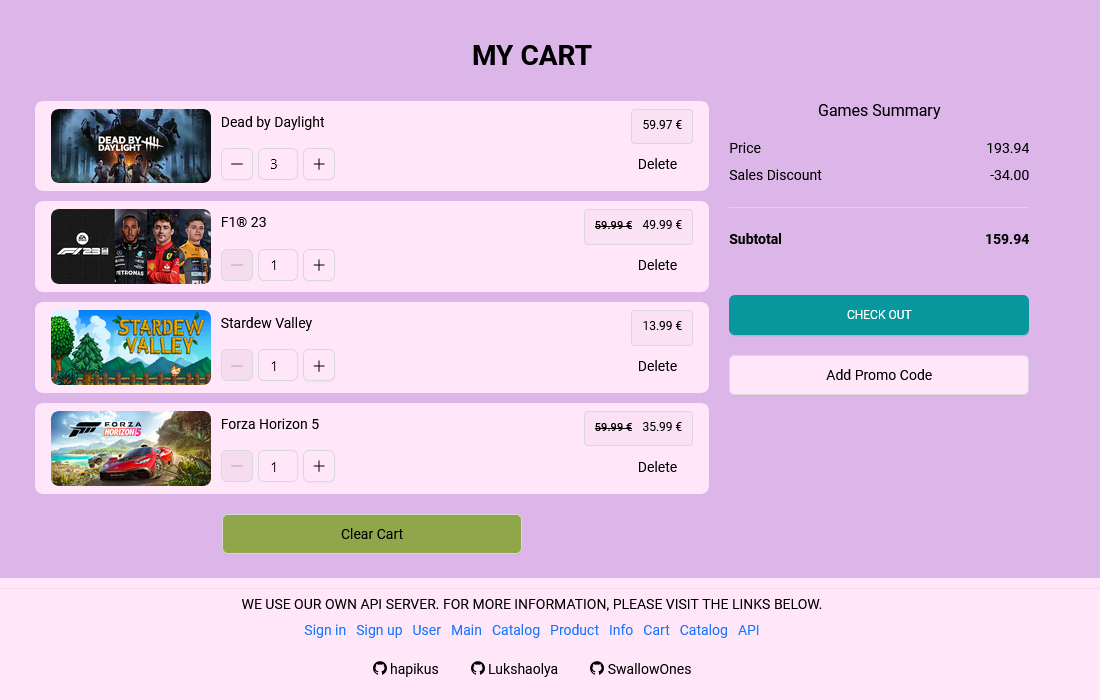 MY CART
DEAD BY
DAYLIGHT
Dead by Daylight
59.97 €
3
Delete
EA
F1 23
PETRONAS
F1® 23
59.99 € 49.99 €
1
Delete
STARDEW
VALLEY
Stardew Valley
13.99 €
1
Delete
FORZA
HORIZON 5
Forza Horizon 5
59.99 € 35.99 €
1
Delete
Clear Cart
Games Summary
Price 193.94
Sales Discount -34.00
Subtotal 159.94
CHECK OUT
Add Promo Code
WE USE OUR OWN API SERVER. FOR MORE INFORMATION, PLEASE VISIT THE LINKS BELOW.
Sign in Sign up User Main Catalog Product Info Cart Catalog API
hapikus Lukshaolya SwallowOnes